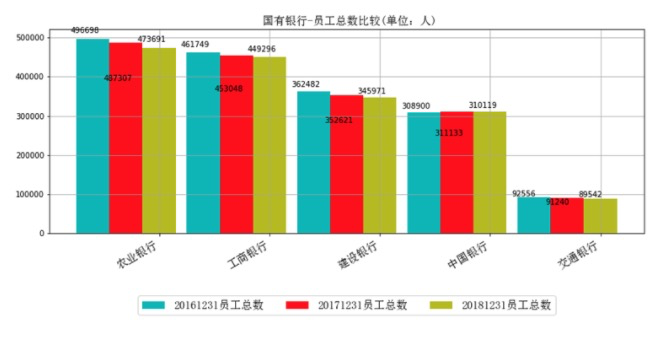 国有银行-员工总数比较(单位: 人)
500000
400000
300000
200000
100000
0
496698
487307
473691
461749
453048
449296
362482
352621
345971
308900
311133
310119
92556
91240
89542
农业银行
工商银行
建设银行
中国银行
交通银行
20161231员工总数
20171231员工总数
20181231员工总数